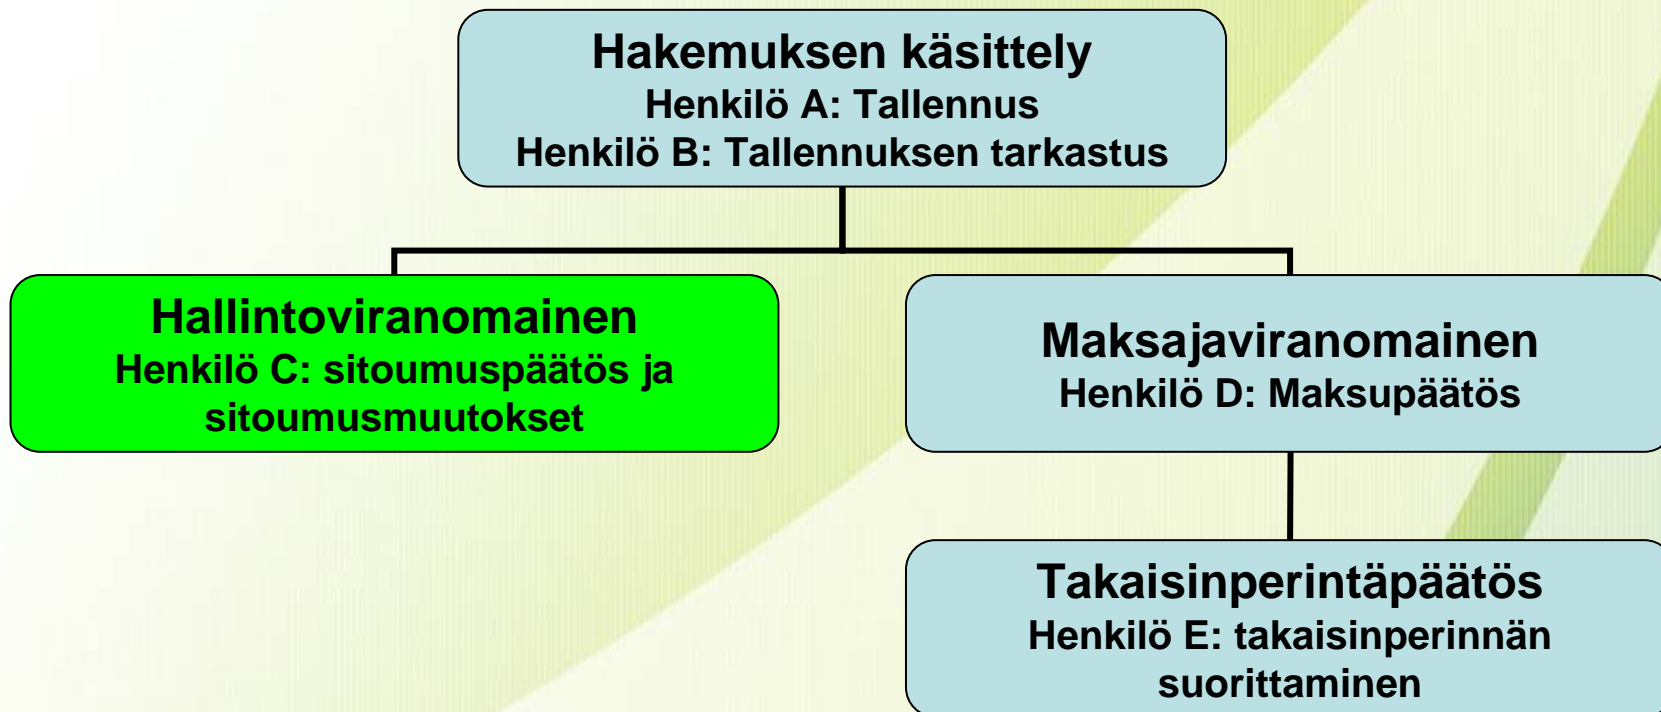 Hakemuksen käsittely
Henkilö A: Tallennus
Henkilö B: Tallennuksen tarkastus
Hallintoviranomainen
Henkilö C: sitoumuspäätös ja
sitoumusmuutokset
Maksajaviranomainen
Henkilö D: Maksupäätös
Takaisinperintäpäätös
Henkilö E: takaisinperinnän
suorittaminen